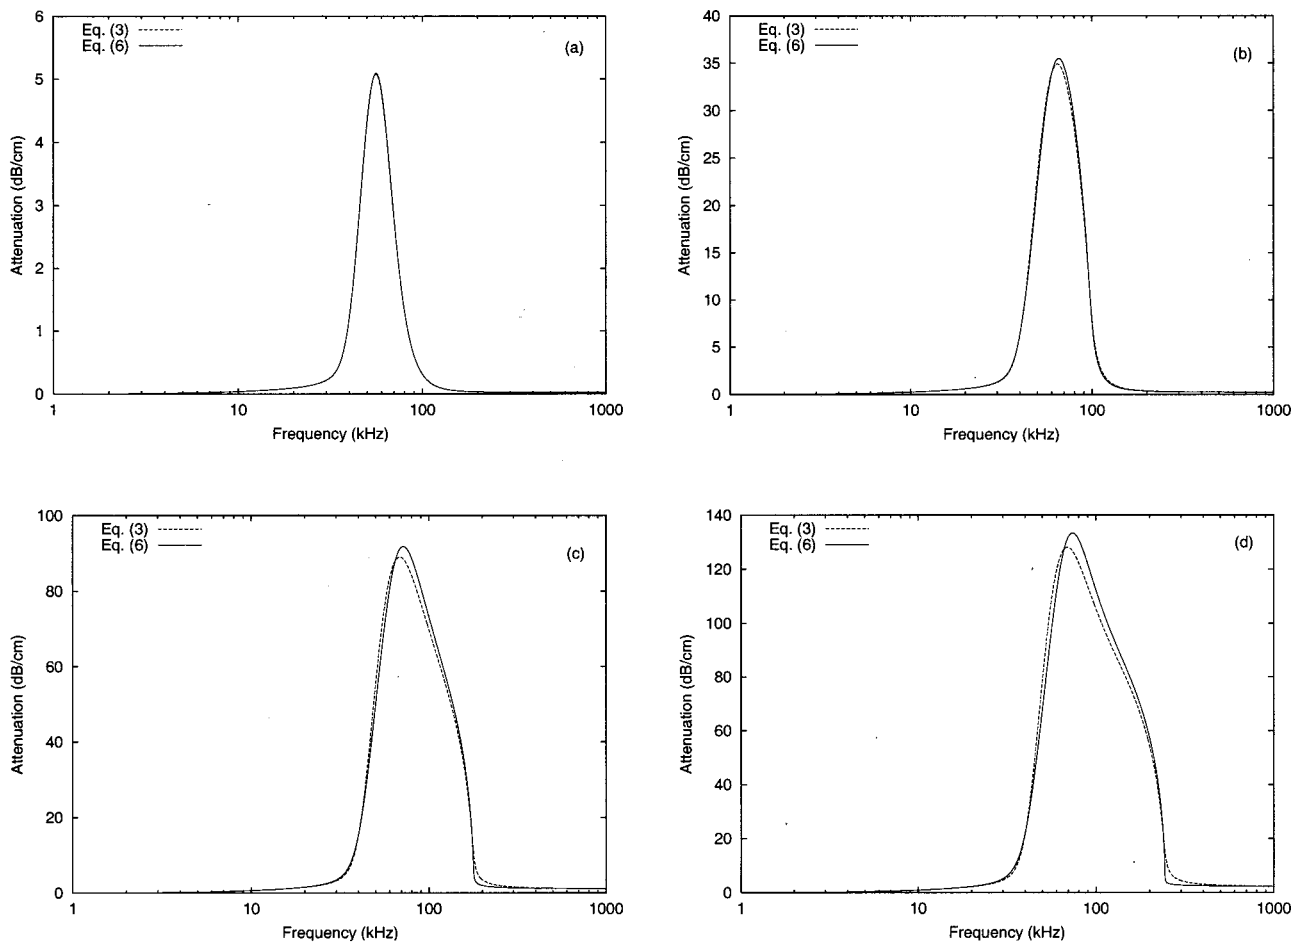 6
5
4
3
2
1
0
Attenuation (dB/cm)
Eq. (3)
Eq. (6)
(a)
1
10
100
1000
Frequency (kHz)
40
35
30
25
20
15
10
5
0
Attenuation (dB/cm)
Eq. (3)
Eq. (6)
(b)
1
10
100
1000
Frequency (kHz)
100
80
60
40
20
0
Attenuation (dB/cm)
Eq. (3)
Eq. (6)
(c)
1
10
100
1000
Frequency (kHz)
140
120
100
80
60
40
20
0
Attenuation (dB/cm)
Eq. (3)
Eq. (6)
(d)
1
10
100
1000
Frequency (kHz)